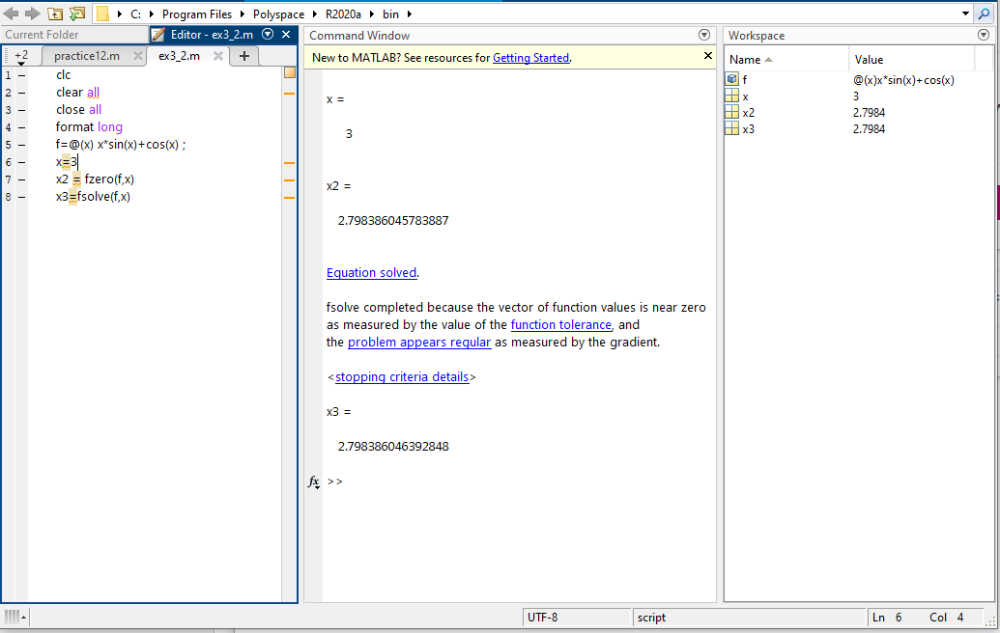 C: Program Files Polyspace R2020a bin
Current Folder
Editor - ex3_2.m
+2 practice12.m ex3_2.m
1 clc
2 clear all
3 close all
4 format long
5 f=@(x) x*sin(x)+cos(x) ;
6 x=3
7 x2 = fzero(f,x)
8 x3=fsolve(f,x)
Command Window
New to MATLAB? See resources for Getting Started.
x =
3
x2 =
2.798386045783887
Equation solved.
fsolve completed because the vector of function values is near zero
as measured by the value of the function tolerance, and
the problem appears regular as measured by the gradient.
<stopping criteria details>
x3 =
2.798386046392848
fx >>
Workspace
Name Value
f @(x)x*sin(x)+cos(x)
x 3
x2 2.7984
x3 2.7984
UTF-8 script Ln 6 Col 4